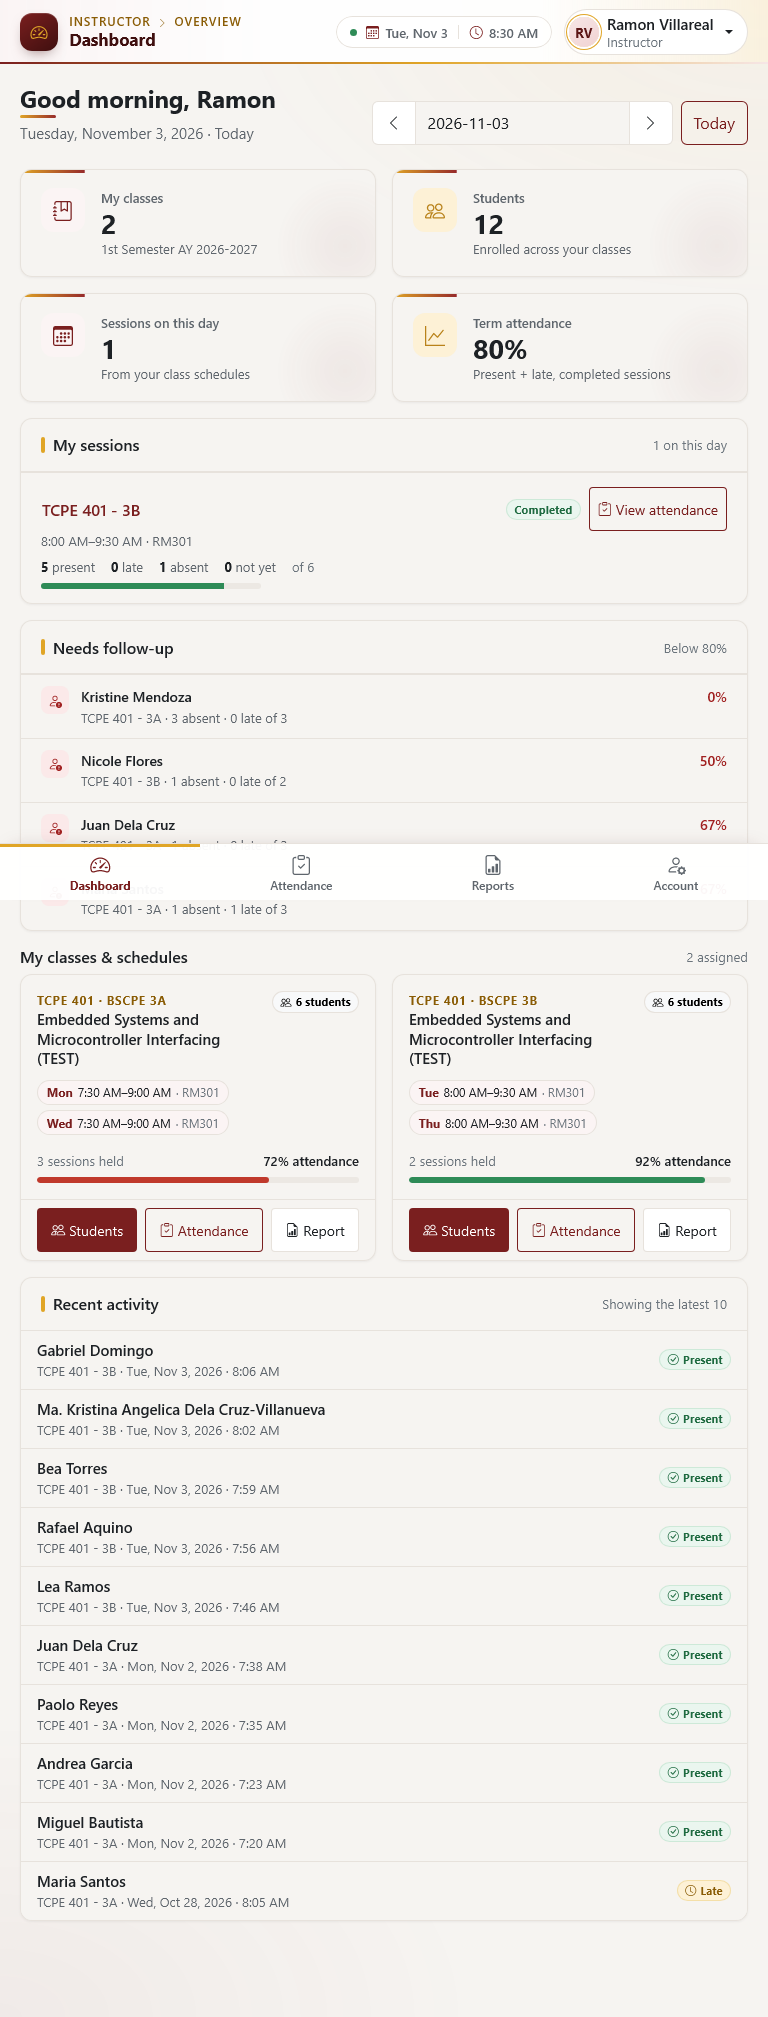 INSTRUCTOR > OVERVIEW
Dashboard
Tue, Nov 3
8:30 AM
RV
Ramon Villareal
Instructor
Good morning, Ramon
Tuesday, November 3, 2026 · Today
2026-11-03
Today
My classes
2
1st Semester AY 2026-2027
Students
12
Enrolled across your classes
Sessions on this day
1
From your class schedules
Term attendance
80%
Present + late, completed sessions
My sessions
1 on this day
TCPE 401 - 3B
Completed
View attendance
8:00 AM–9:30 AM · RM301
5 present 0 late 1 absent 0 not yet of 6
Needs follow-up
Below 80%
Kristine Mendoza
0%
TCPE 401 - 3A · 3 absent · 0 late of 3
Nicole Flores
50%
TCPE 401 - 3B · 1 absent · 0 late of 2
Juan Dela Cruz
67%
Dashboard
Attendance
Reports
Account
TCPE 401 - 3A · 1 absent · 1 late of 3
My classes & schedules
2 assigned
TCPE 401 · BSCPE 3A
6 students
Embedded Systems and
Microcontroller Interfacing
(TEST)
Mon 7:30 AM–9:00 AM · RM301
Wed 7:30 AM–9:00 AM · RM301
3 sessions held
72% attendance
Students
Attendance
Report
TCPE 401 · BSCPE 3B
6 students
Embedded Systems and
Microcontroller Interfacing
(TEST)
Tue 8:00 AM–9:30 AM · RM301
Thu 8:00 AM–9:30 AM · RM301
2 sessions held
92% attendance
Students
Attendance
Report
Recent activity
Showing the latest 10
Gabriel Domingo
TCPE 401 - 3B · Tue, Nov 3, 2026 · 8:06 AM
Present
Ma. Kristina Angelica Dela Cruz-Villanueva
TCPE 401 - 3B · Tue, Nov 3, 2026 · 8:02 AM
Present
Bea Torres
TCPE 401 - 3B · Tue, Nov 3, 2026 · 7:59 AM
Present
Rafael Aquino
TCPE 401 - 3B · Tue, Nov 3, 2026 · 7:56 AM
Present
Lea Ramos
TCPE 401 - 3B · Tue, Nov 3, 2026 · 7:46 AM
Present
Juan Dela Cruz
TCPE 401 - 3A · Mon, Nov 2, 2026 · 7:38 AM
Present
Paolo Reyes
TCPE 401 - 3A · Mon, Nov 2, 2026 · 7:35 AM
Present
Andrea Garcia
TCPE 401 - 3A · Mon, Nov 2, 2026 · 7:23 AM
Present
Miguel Bautista
TCPE 401 - 3A · Mon, Nov 2, 2026 · 7:20 AM
Present
Maria Santos
TCPE 401 - 3A · Wed, Oct 28, 2026 · 8:05 AM
Late